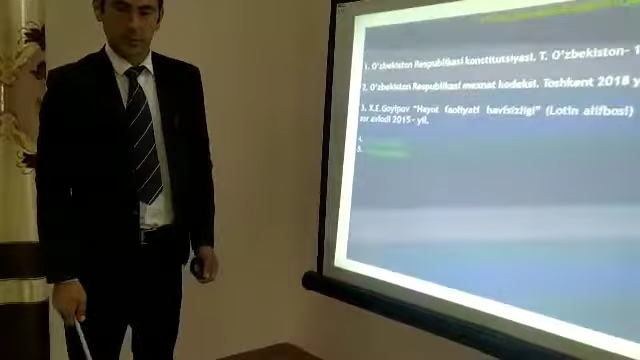 1. O'zbekiston Respublikasi konstitutsiyasi. T. O'zbekiston- 1
2. O'zbekiston Respublikasi mexnat kodeksi. Toshkent 2018 y
3. X.E.Goyipov "Hayot faoliyati havfsizligi" (Lotin alifbosi)
asr avlodi 2015- yil.
4.
5.